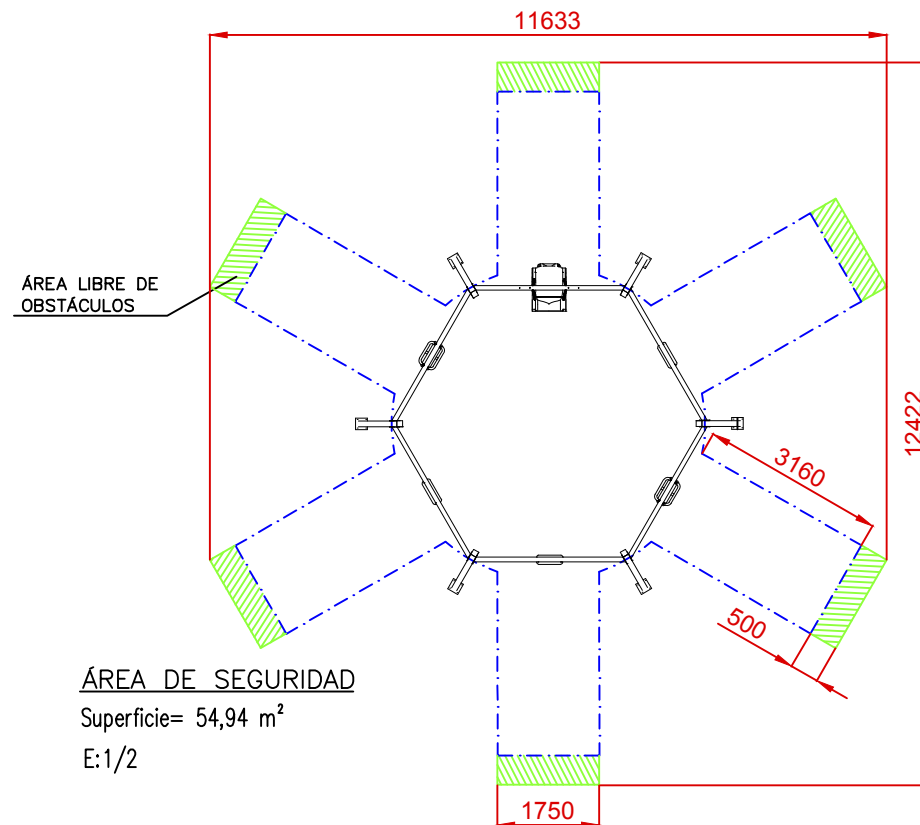 11633
ÁREA LIBRE DE
OBSTÁCULOS
12422
3160
500
ÁREA DE SEGURIDAD
Superficie= 54,94 m²
E:1/2
1750